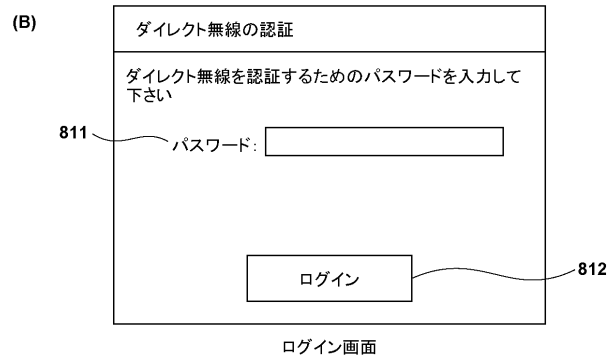 (B)
ダイレクト無線の認証
ダイレクト無線を認証するためのパスワードを入力して
下さい
811
パスワード:
ログイン
812
ログイン画面